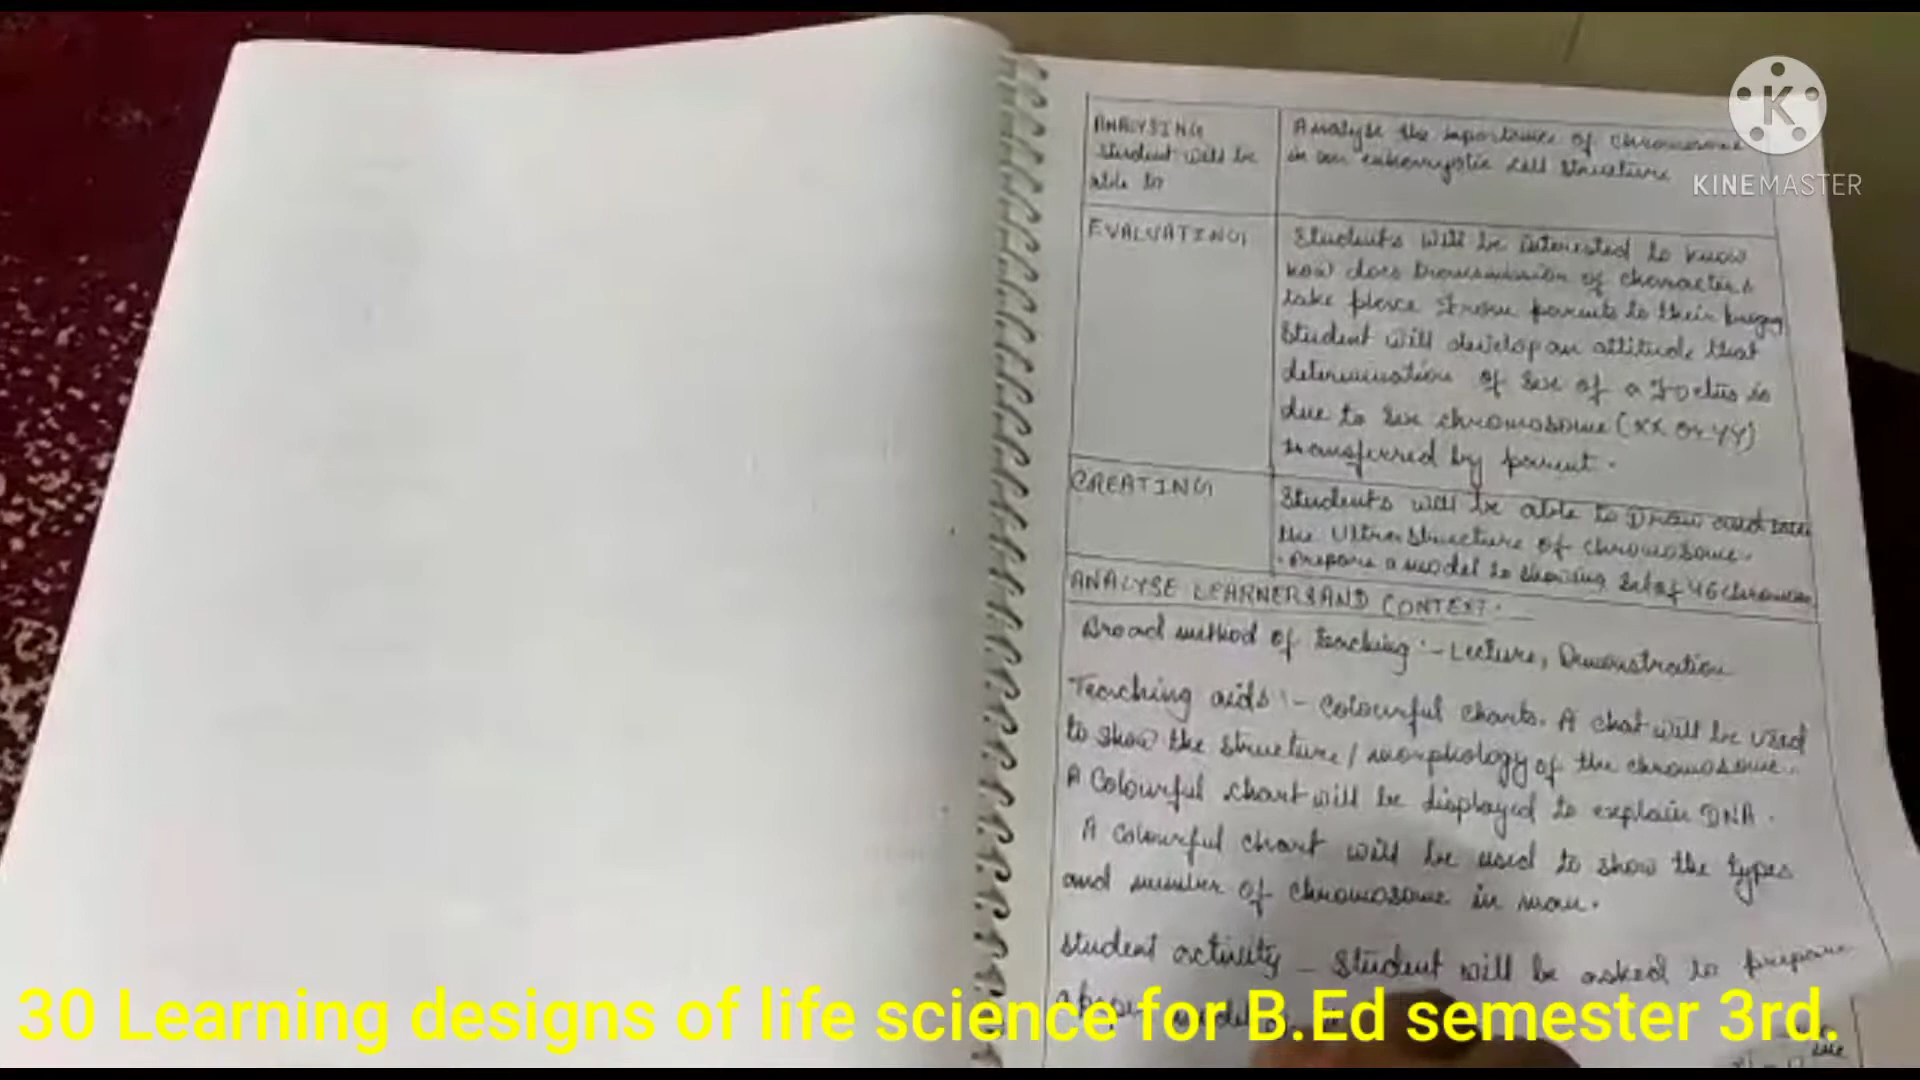 KINEMASTER
ANALYSING
student will be
able to
Analyse the importance of chromosome
in an eukaryotic cell structure
EVALUATING
Students will be interested to know
how does transmission of characters
take place from parents to their
Student will develop an attitude that
determination of sex of a foetus is
due to sex chromosome (XX or YY)
transferred by parent.
CREATING
Students will be able to Draw and
the Ultra structure of chromosome.
· Prepare a model to showing set of 46 chromosome
ANALYSE LEARNERS AND CONTEXT:-
Broad method of teaching:- Lecture, Demonstration
Teaching aids:- Colourful charts. A chat will be used
to show the structure / morphology of the chromosome.
A Colourful chart will be displayed to explain DNA.
A colourful chart will be used to show the types
and number of chromosome in man.
Student activity - Student will be asked to prepare
30 Learning designs of life science for B.Ed semester 3rd.